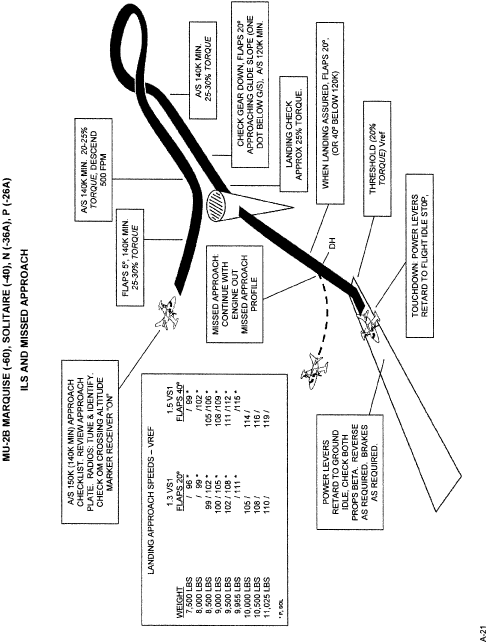 MU-2B MARQUISE (-60), SOLITAIRE (-40), N (-36A), P (-26A)
ILS AND MISSED APPROACH
A/S 150K (140K MIN) APPROACH
CHECKLIST. REVIEW APPROACH
PLATE. RADIOS: TUNE & IDENTIFY.
CHECK OM CROSSING ALTITUDE
MARKER RECEIVER "ON"
FLAPS 5°, 140K MIN.
25-30% TORQUE
A/S 140K MIN. 20-25%
TORQUE, DESCEND
500 FPM
A/S 140K MIN.
25-30% TORQUE
CHECK GEAR DOWN, FLAPS 20°
APPROACHING GLIDE SLOPE (ONE
DOT BELOW G/S), A/S 120K MIN.
LANDING CHECK
APPROX 25% TORQUE.
WHEN LANDING ASSURED, FLAPS 20°,
(OR 40° BELOW 120K)
MISSED APPROACH:
CONTINUE WITH
ENGINE OUT
MISSED APPROACH
PROFILE
DH
THRESHOLD (20%
TORQUE) Vref
TOUCHDOWN: POWER LEVERS
RETARD TO FLIGHT IDLE STOP,
POWER LEVERS
RETARD TO GROUND
IDLE, CHECK BOTH
PROPS BETA. REVERSE
AS REQUIRED. BRAKES
AS REQUIRED.
LANDING APPROACH SPEEDS – VREF
1.3 VS1 1.5 VS1
WEIGHT FLAPS 20° FLAPS 40°
7,500 LBS / 96 * / 99 *
8,000 LBS / 99 * /102 *
8,500 LBS 99 / 102 * 105 /106 *
9,000 LBS 100 / 105 * 108 /109 *
9,500 LBS 102 / 108 * 111 /112 *
9,955 LBS /111 * /115 *
10,000 LBS 105 / 114 /
10,500 LBS 108 / 116 /
11,025 LBS 110 / 119 /
* P, SOL
A-21